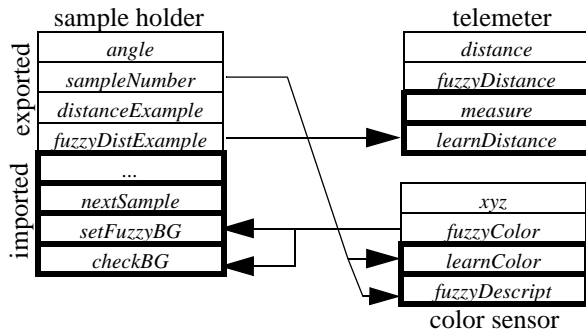 sample holder
exported
angle
sampleNumber
distanceExample
fuzzyDistExample
imported
...
nextSample
setFuzzyBG
checkBG
telemeter
distance
fuzzyDistance
measure
learnDistance
xyz
fuzzyColor
learnColor
fuzzyDescript
color sensor